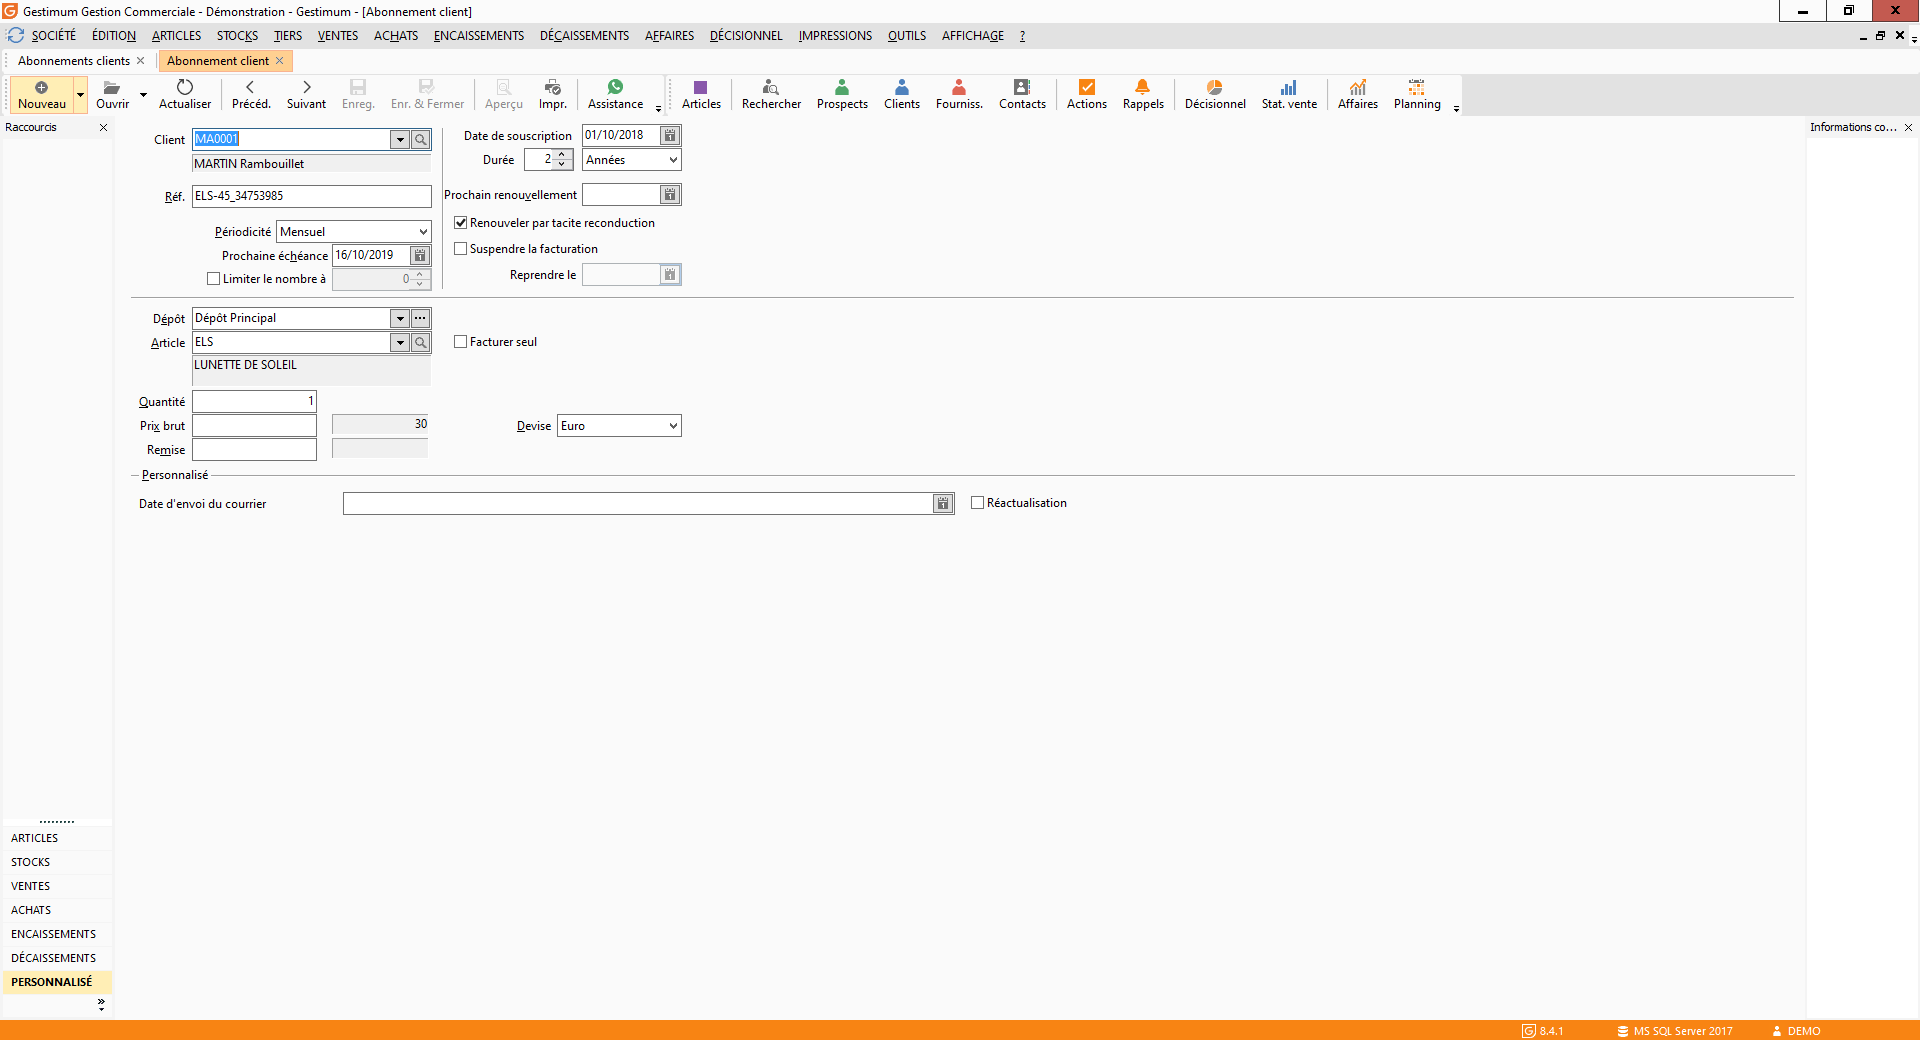 Gestimum Gestion Commerciale - Démonstration - Gestimum - [Abonnement client]
SOCIÉTÉ ÉDITION ARTICLES STOCKS TIERS VENTES ACHATS ENCAISSEMENTS DÉCAISSEMENTS AFFAIRES DÉCISIONNEL IMPRESSIONS OUTILS AFFICHAGE ?
Abonnements clients Abonnement client
Nouveau Ouvrir Actualiser Précéd. Suivant Enreg. Enr. & Fermer Aperçu Impr. Assistance Articles Rechercher Prospects Clients Fourniss. Contacts Actions Rappels Décisionnel Stat. vente Affaires Planning
Raccourcis
Informations co...
Client MA0001
MARTIN Rambouillet
Réf. ELS-45_34753985
Périodicité Mensuel
Prochaine échéance 16/10/2019
Limiter le nombre à 0
Date de souscription 01/10/2018
Durée 2 Années
Prochain renouvellement
Renouveler par tacite reconduction
Suspendre la facturation
Reprendre le
Dépôt Dépôt Principal
Article ELS
Facturer seul
LUNETTE DE SOLEIL
Quantité 1
Prix brut 30
Devise Euro
Remise
Personnalisé
Date d'envoi du courrier
Réactualisation
ARTICLES
STOCKS
VENTES
ACHATS
ENCAISSEMENTS
DÉCAISSEMENTS
PERSONNALISÉ
8.4.1 MS SQL Server 2017 DEMO